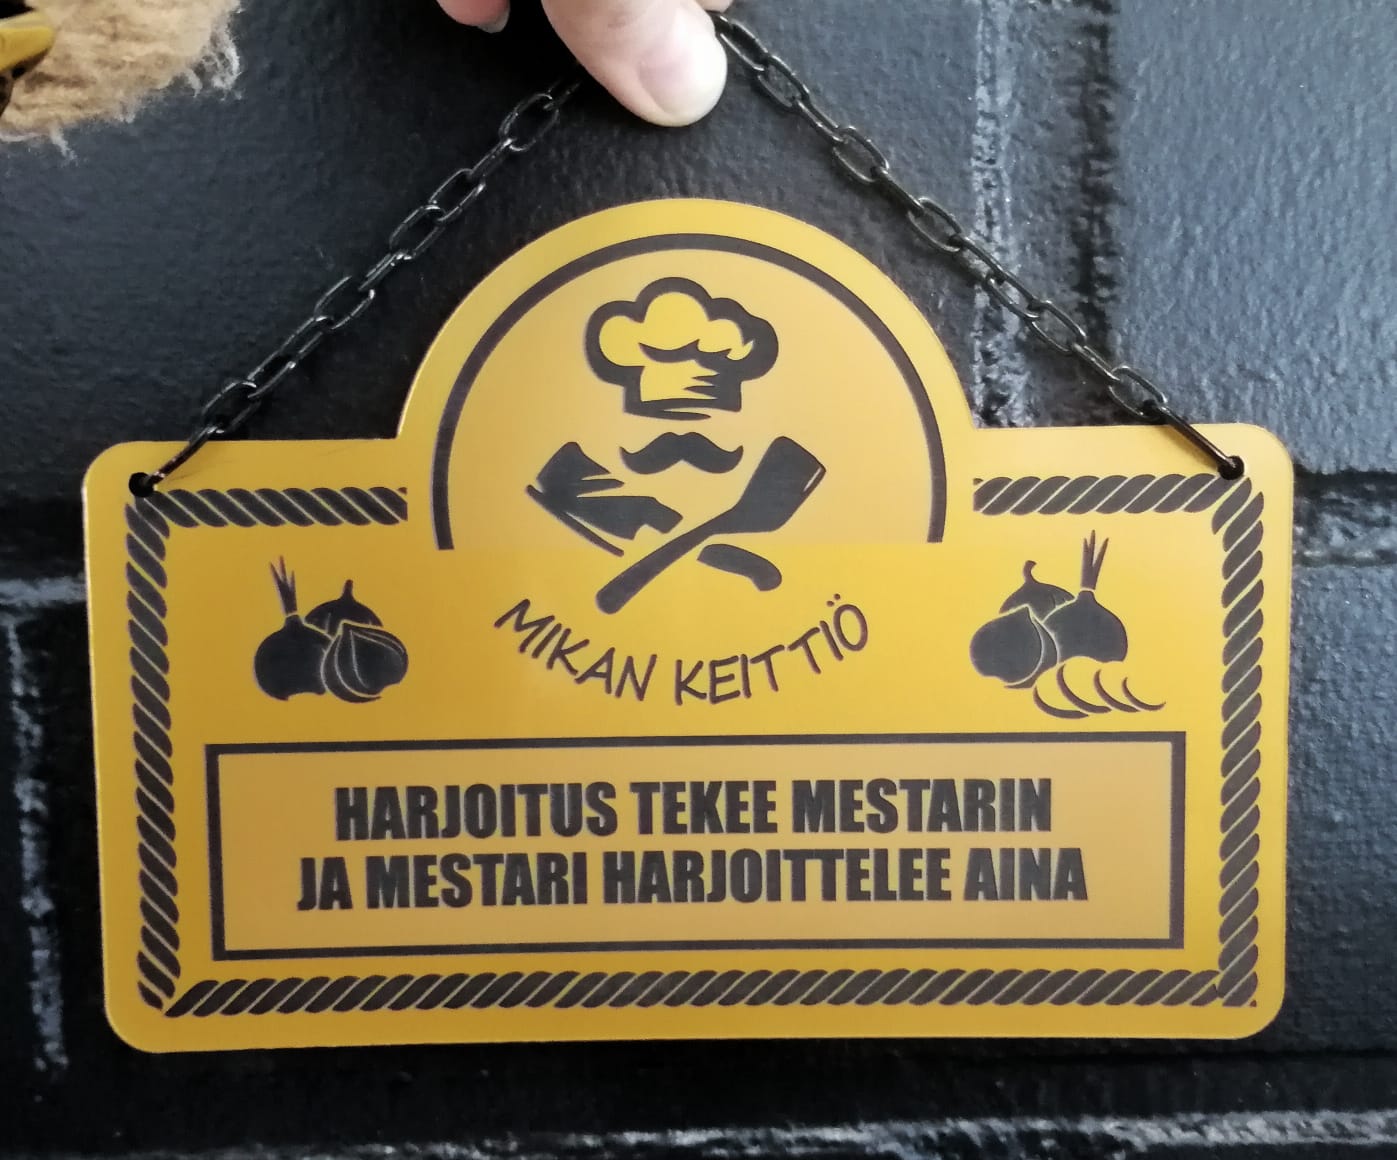 MIKAN KEITTIÖ
HARJOITUS TEKEE MESTARIN
JA MESTARI HARJOITTELEE AINA